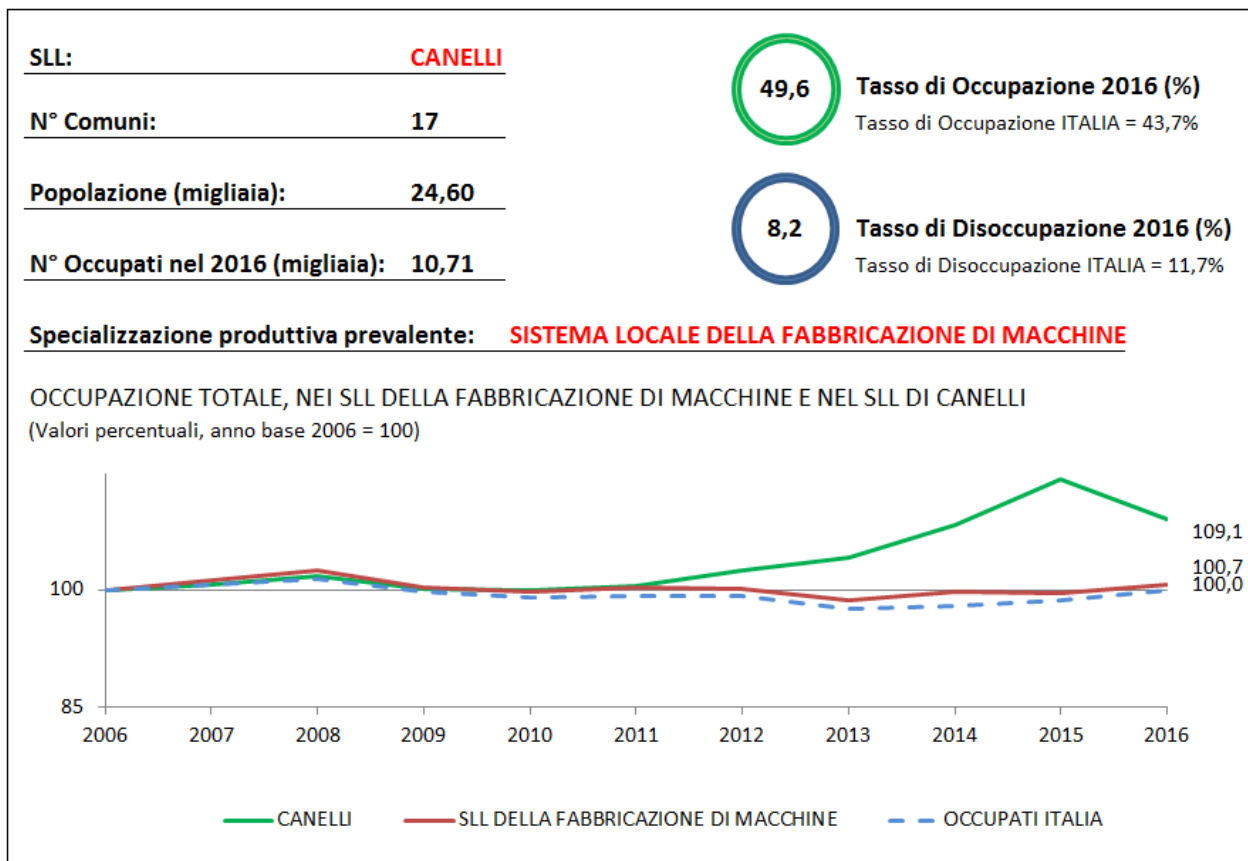 SLL: CANELLI
N° Comuni: 17
Popolazione (migliaia): 24,60
N° Occupati nel 2016 (migliaia): 10,71
49,6 Tasso di Occupazione 2016 (%)
Tasso di Occupazione ITALIA = 43,7%
8,2 Tasso di Disoccupazione 2016 (%)
Tasso di Disoccupazione ITALIA = 11,7%
Specializzazione produttiva prevalente: SISTEMA LOCALE DELLA FABBRICAZIONE DI MACCHINE
OCCUPAZIONE TOTALE, NEI SLL DELLA FABBRICAZIONE DI MACCHINE E NEL SLL DI CANELLI
(Valori percentuali, anno base 2006 = 100)
109,1
100,7
100 100,0
85
2006 2007 2008 2009 2010 2011 2012 2013 2014 2015 2016
CANELLI SLL DELLA FABBRICAZIONE DI MACCHINE OCCUPATI ITALIA